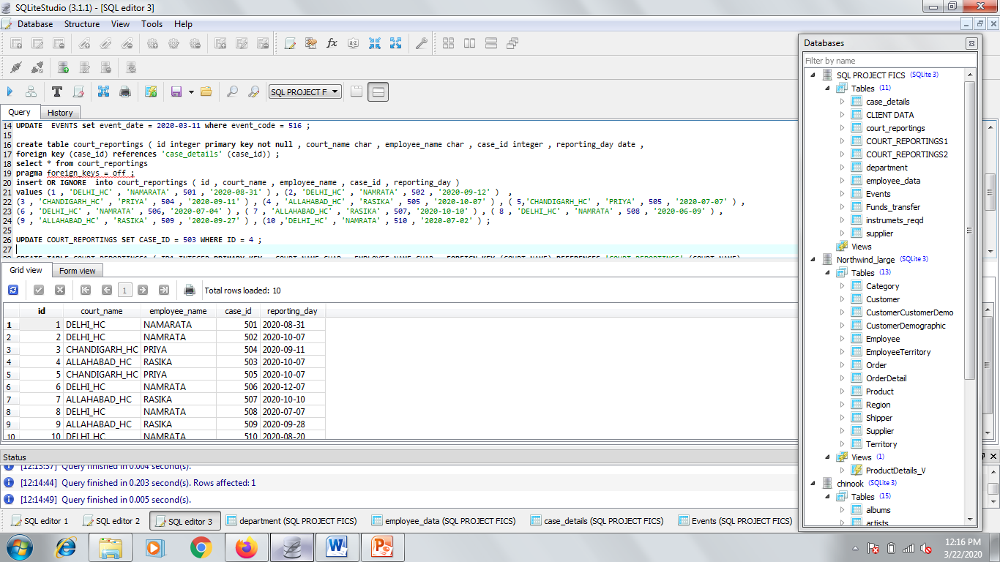 SQLiteStudio (3.1.1) - [SQL editor 3]
Database Structure View Tools Help
SQL PROJECT F
Query History
14 UPDATE  EVENTS set event_date = 2020-03-11 where event_code = 516 ;
15
16 create table court_reportings ( id integer primary key not null , court_name char , employee_name char , case_id integer , reporting_day date ,
17 foreign key (case_id) references 'case_details' (case_id)) ;
18 select * from court_reportings
19 pragma foreign_keys = off ;
20 insert OR IGNORE  into court_reportings ( id , court_name , employee_name , case_id , reporting_day )
21 values (1 , 'DELHI_HC' , 'NAMARATA' , 501 , '2020-08-31' ) , (2, 'DELHI_HC' , 'NAMRATA' , 502 , '2020-09-12' )  ,
22 (3 , 'CHANDIGARH_HC' , 'PRIYA' , 504 , '2020-09-11' ) , (4 , 'ALLAHABAD_HC' , 'RASIKA' , 505 , '2020-10-07' ) , ( 5,'CHANDIGARH_HC' , 'PRIYA' , 505 , '2020-07-07' ) ,
23 (6 , 'DELHI_HC' , 'NAMRATA' , 506, '2020-07-04' ) , ( 7 , 'ALLAHABAD_HC' , 'RASIKA' , 507, '2020-10-10' ) , ( 8 , 'DELHI_HC' , 'NAMRATA' , 508 , '2020-06-09' ) ,
24 (9 , 'ALLAHABAD_HC' , 'RASIKA' , 509 , '2020-09-27' ) , (10 ,'DELHI_HC' , 'NAMRATA' , 510 , '2020-07-02' ) ;
25
26 UPDATE COURT_REPORTINGS SET CASE_ID = 503 WHERE ID = 4 ;
27
Grid view Form view
1 Total rows loaded: 10
id court_name employee_name case_id reporting_day
1 1 DELHI_HC NAMARATA 501 2020-08-31
2 2 DELHI_HC NAMRATA 502 2020-10-07
3 3 CHANDIGARH_HC PRIYA 504 2020-09-11
4 4 ALLAHABAD_HC RASIKA 503 2020-10-07
5 5 CHANDIGARH_HC PRIYA 505 2020-10-07
6 6 DELHI_HC NAMRATA 506 2020-12-07
7 7 ALLAHABAD_HC RASIKA 507 2020-10-10
8 8 DELHI_HC NAMRATA 508 2020-07-07
9 9 ALLAHABAD_HC RASIKA 509 2020-09-28
10 10 DELHI_HC NAMRATA 510 2020-08-20
Status
[12:13:37] Query finished in 0.004 second(s).
[12:14:44] Query finished in 0.203 second(s). Rows affected: 1
[12:14:49] Query finished in 0.005 second(s).
SQL editor 1 SQL editor 2 SQL editor 3 department (SQL PROJECT FICS) employee_data (SQL PROJECT FICS) case_details (SQL PROJECT FICS) Events (SQL PROJECT FICS)
Databases
Filter by name
SQL PROJECT FICS (SQLite 3)
Tables (11)
case_details
CLIENT DATA
court_reportings
COURT_REPORTINGS1
COURT_REPORTINGS2
department
employee_data
Events
Funds_transfer
instrumets_reqd
supplier
Views
Northwind_large (SQLite 3)
Tables (13)
Category
Customer
CustomerCustomerDemo
CustomerDemographic
Employee
EmployeeTerritory
Order
OrderDetail
Product
Region
Shipper
Supplier
Territory
Views (1)
ProductDetails_V
chinook (SQLite 3)
Tables (15)
albums
artists
12:16 PM
3/22/2020